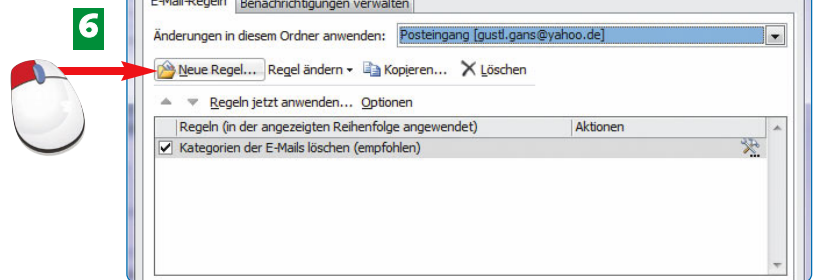 6
E-Mail-Regeln Benachrichtigungen verwalten
Änderungen in diesem Ordner anwenden: Posteingang [gustl.gans@yahoo.de]
Neue Regel... Regel ändern Kopieren... Löschen
Regeln jetzt anwenden... Optionen
Regeln (in der angezeigten Reihenfolge angewendet) Aktionen
Kategorien der E-Mails löschen (empfohlen)